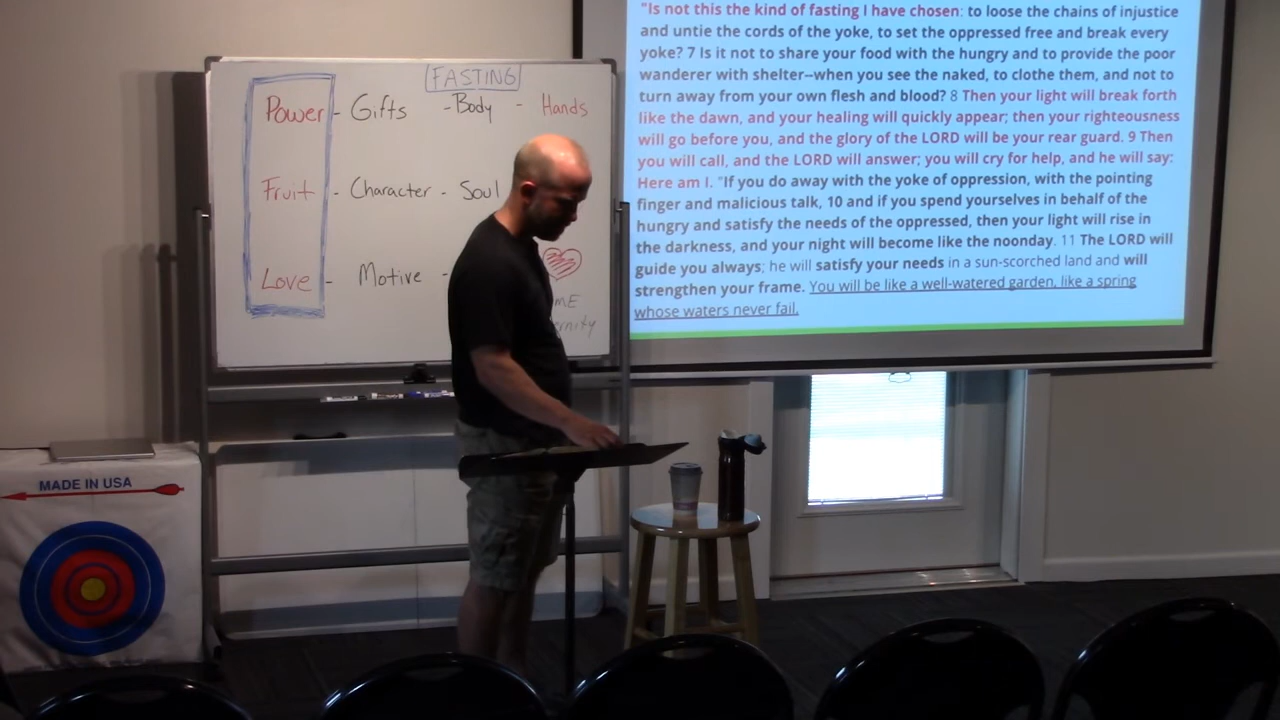 FASTING
Power - Gifts - Body - Hands
Fruit - Character - Soul
Love - Motive -
"Is not this the kind of fasting I have chosen: to loose the chains of injustice
and untie the cords of the yoke, to set the oppressed free and break every
yoke? 7 Is it not to share your food with the hungry and to provide the poor
wanderer with shelter--when you see the naked, to clothe them, and not to
turn away from your own flesh and blood? 8 Then your light will break forth
like the dawn, and your healing will quickly appear; then your righteousness
will go before you, and the glory of the LORD will be your rear guard. 9 Then
you will call, and the LORD will answer; you will cry for help, and he will say:
Here am I. "If you do away with the yoke of oppression, with the pointing
finger and malicious talk, 10 and if you spend yourselves in behalf of the
hungry and satisfy the needs of the oppressed, then your light will rise in
the darkness, and your night will become like the noonday. 11 The LORD will
guide you always; he will satisfy your needs in a sun-scorched land and will
strengthen your frame. You will be like a well-watered garden, like a spring
whose waters never fail.
MADE IN USA